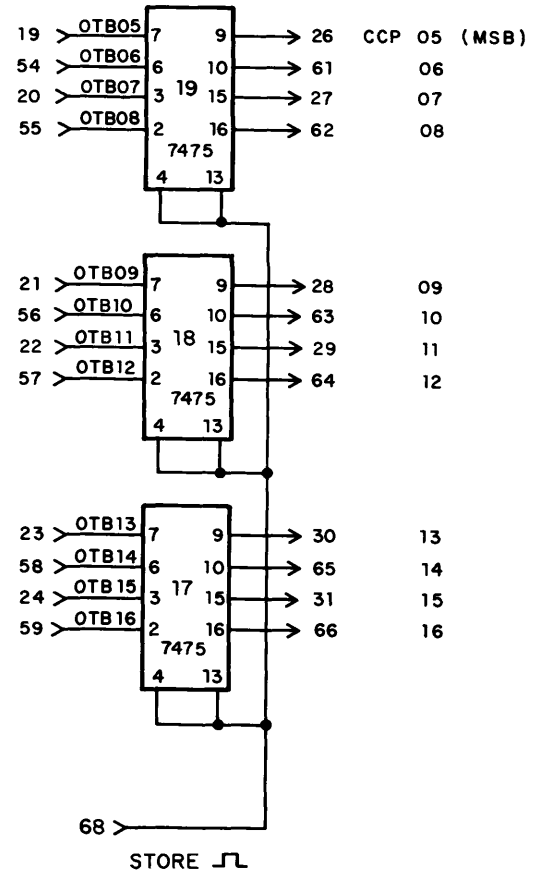 19 OTB05 7 9 26 CCP 05 (MSB)
54 OTB06 6 10 61 06
20 OTB07 3 19 15 27 07
55 OTB08 2 16 62 08
7475
4 13
21 OTB09 7 9 28 09
56 OTB10 6 10 63 10
22 OTB11 3 18 15 29 11
57 OTB12 2 16 64 12
7475
4 13
23 OTB13 7 9 30 13
58 OTB14 6 10 65 14
24 OTB15 3 17 15 31 15
59 OTB16 2 16 66 16
7475
4 13
68
STORE